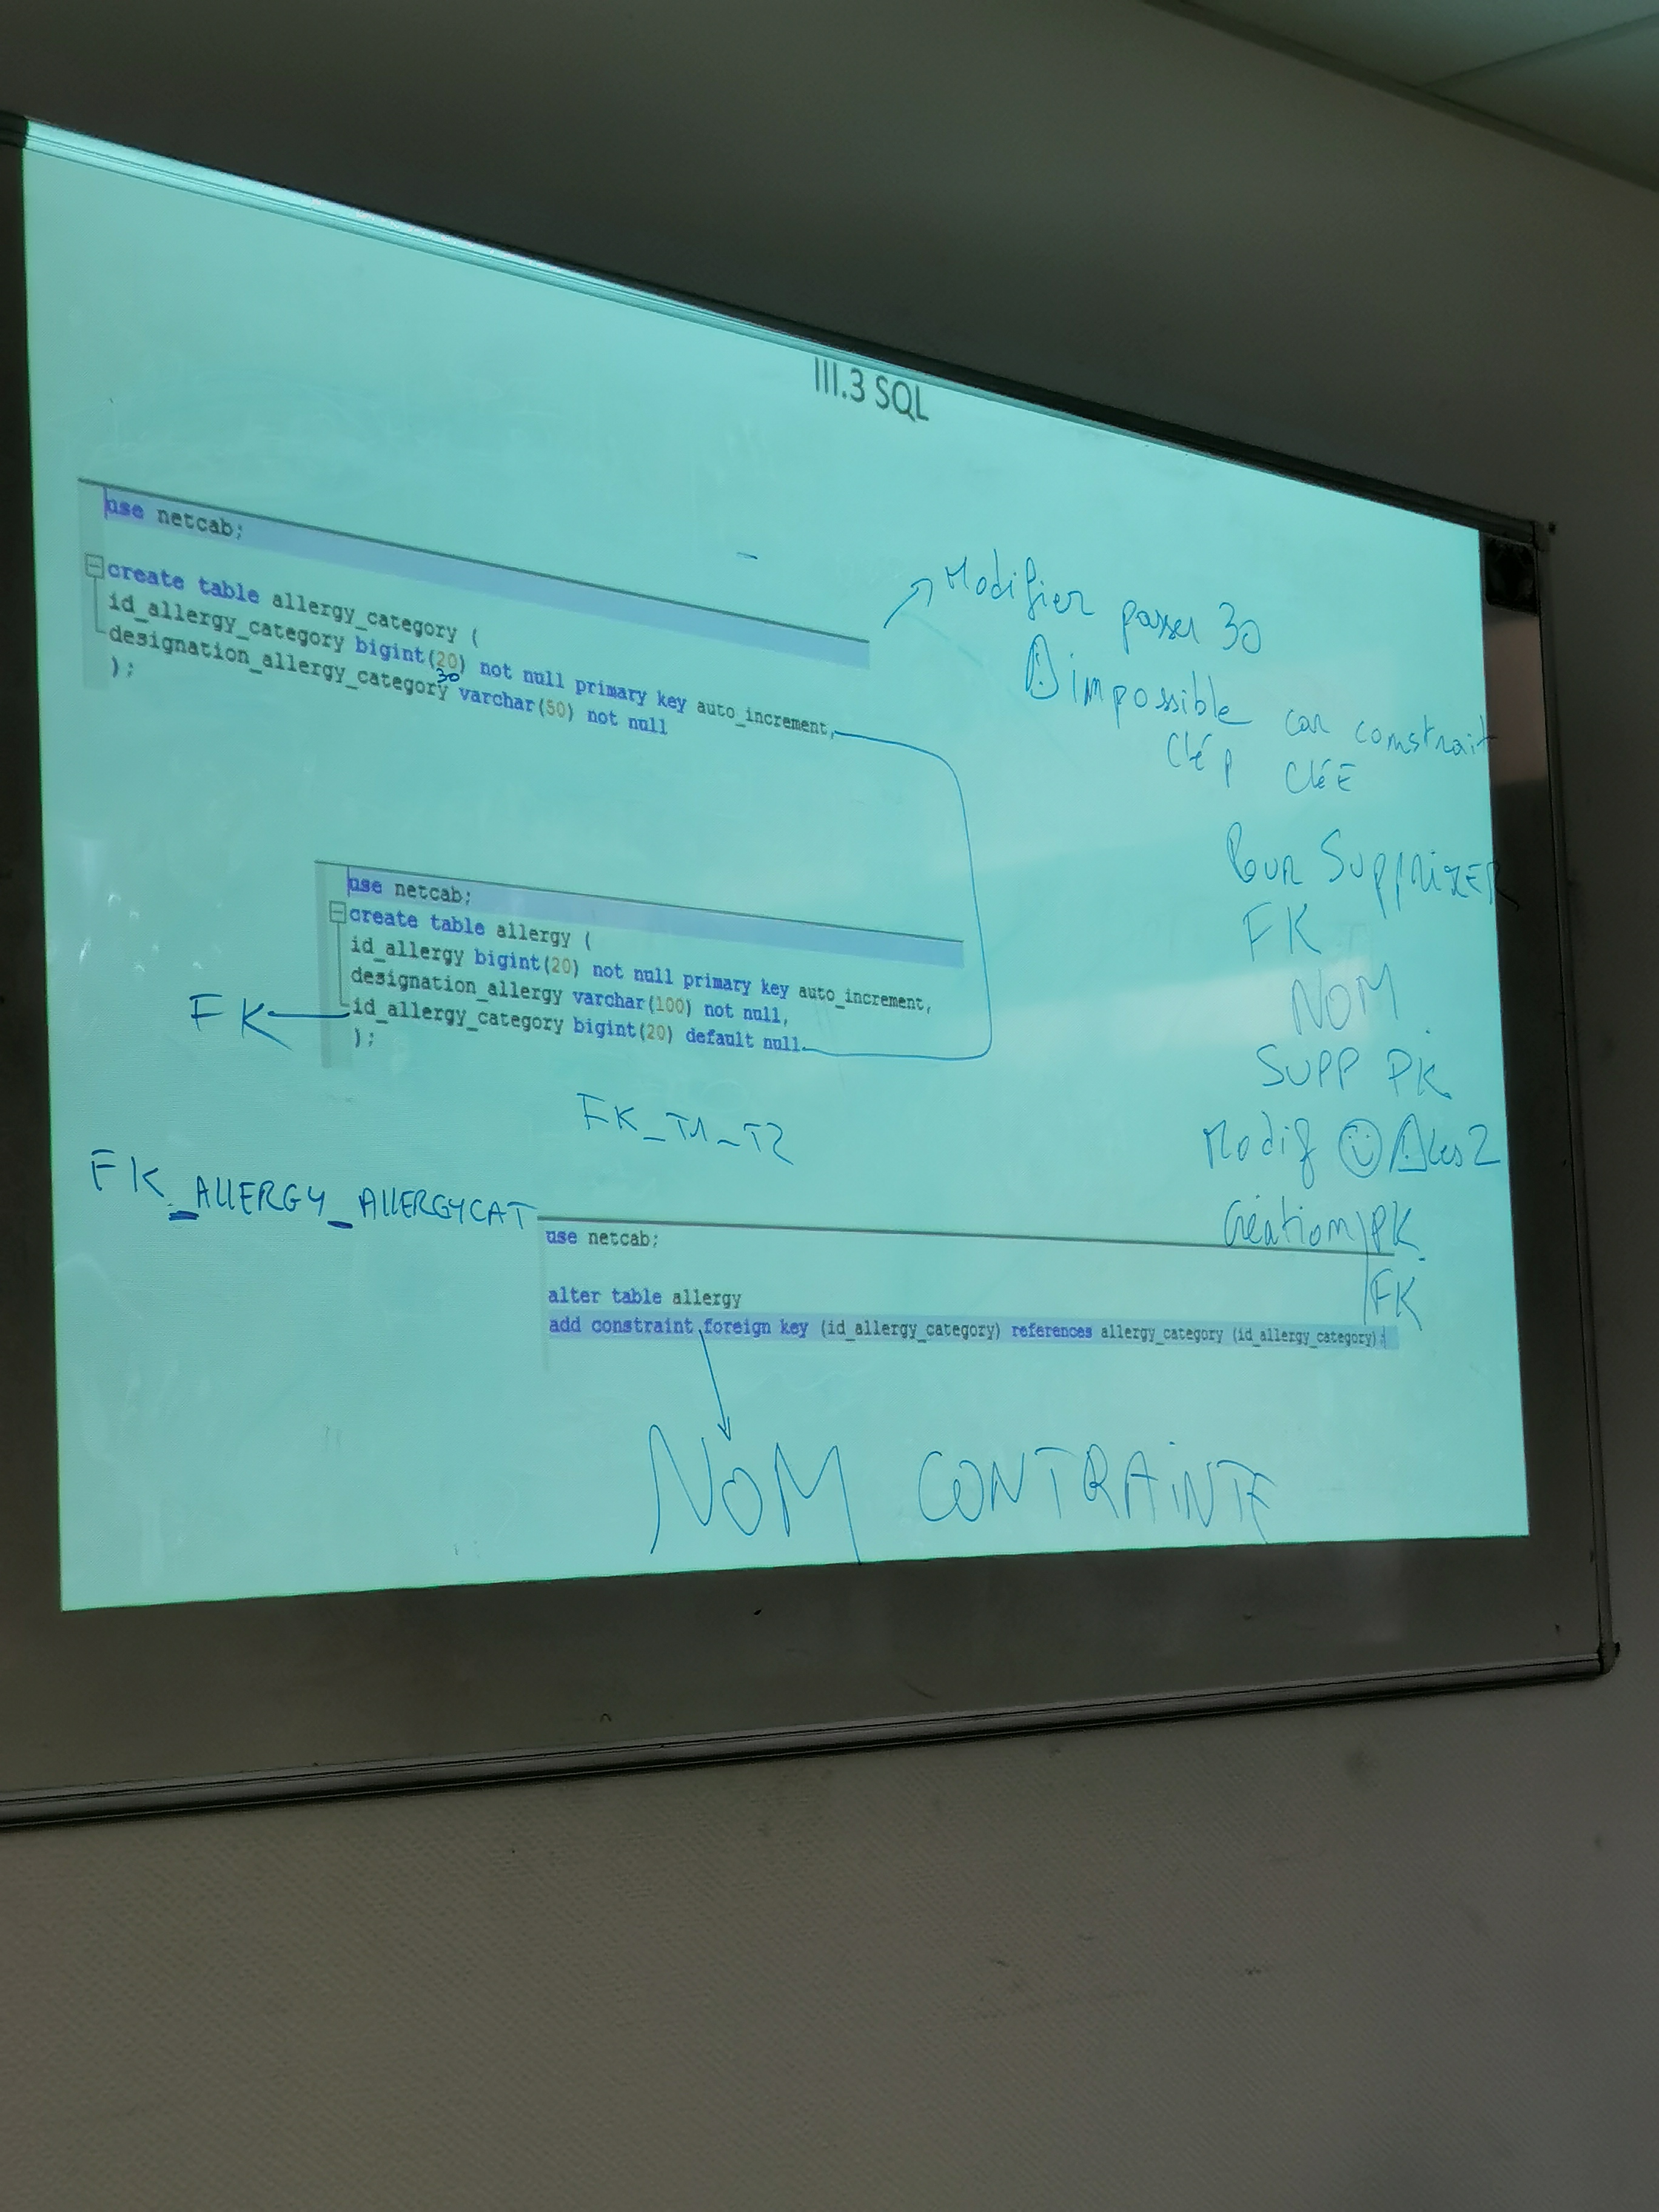 III.3 SQL
use netcab;
create table allergy_category (
id_allergy_category bigint(20) not null primary key auto_increment,
30
designation_allergy_category varchar(50) not null
);
Modifier passer 30
! impossible car constrait
Clé P Clé E
Pour Supprimer
FK
NOM
SUPP PK
Modif ! les 2
Création PK
FK
use netcab;
create table allergy (
id_allergy bigint(20) not null primary key auto_increment,
designation_allergy varchar(100) not null,
FK
id_allergy_category bigint(20) default null
);
FK_T1_T2
FK_ALLERGY_ALLERGYCAT
use netcab;
alter table allergy
add constraint foreign key (id_allergy_category) references allergy_category (id_allergy_category);
NOM CONTRAINTE